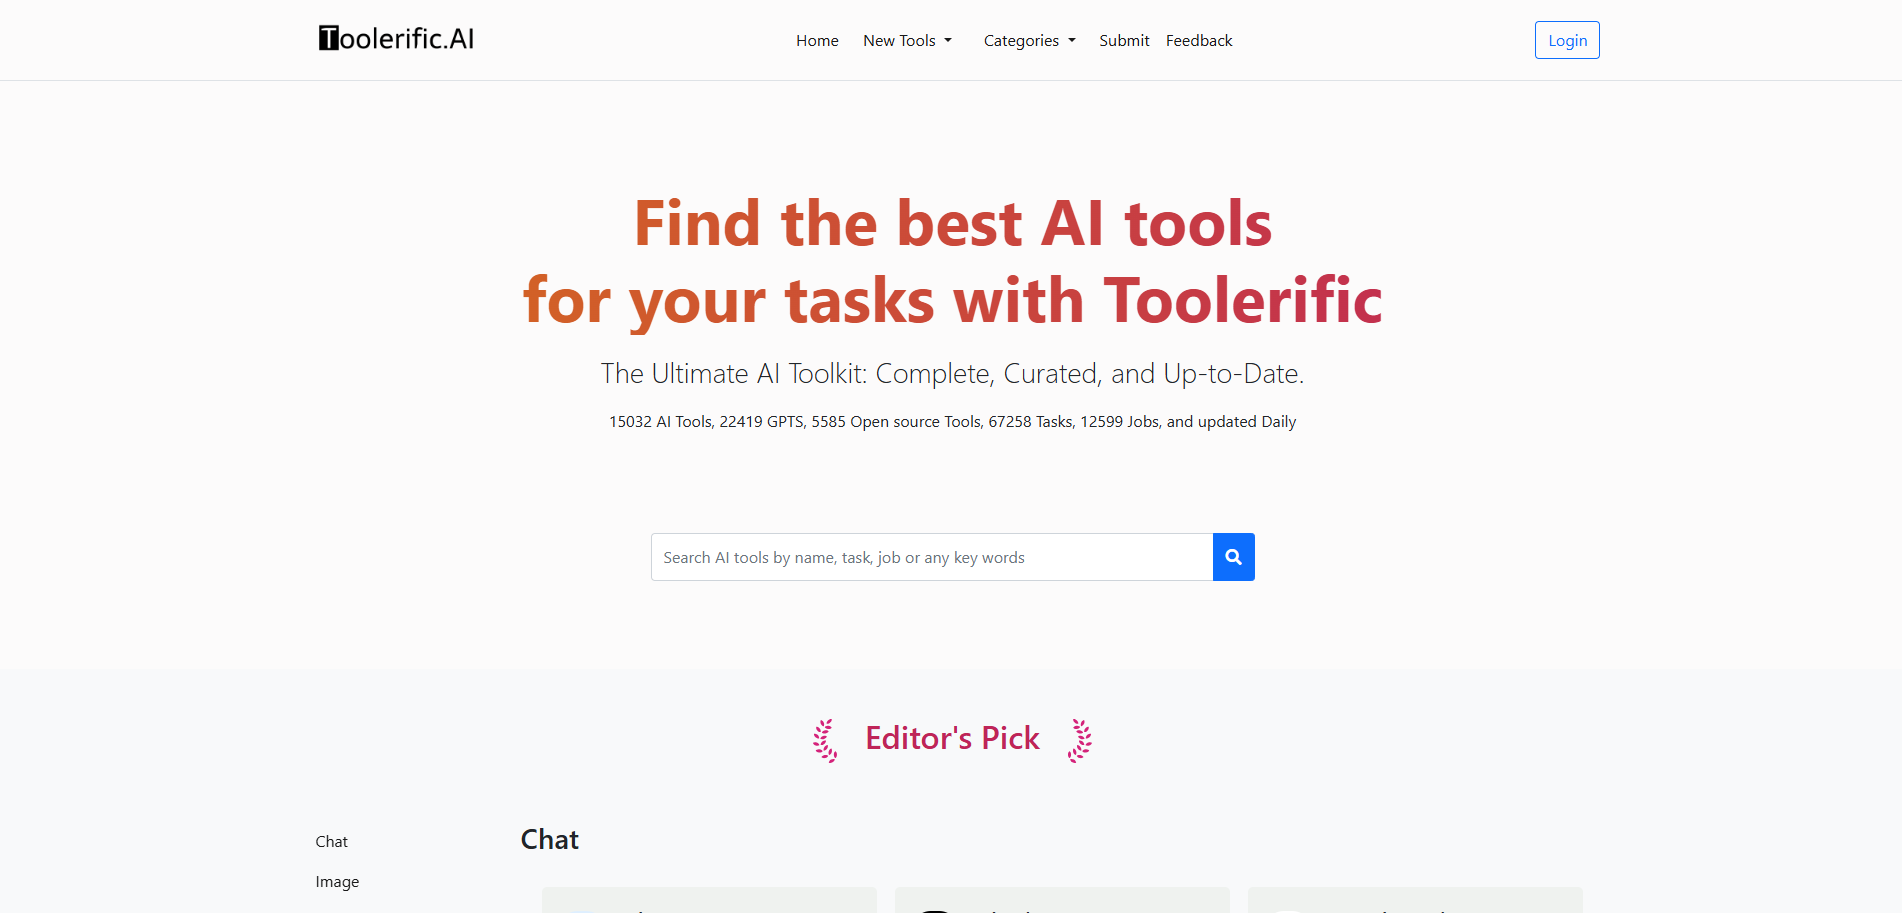 Toolerific.AI
Home New Tools Categories Submit Feedback
Login
Find the best AI tools
for your tasks with Toolerific
The Ultimate AI Toolkit: Complete, Curated, and Up-to-Date.
15032 AI Tools, 22419 GPTS, 5585 Open source Tools, 67258 Tasks, 12599 Jobs, and updated Daily
Search AI tools by name, task, job or any key words
Editor's Pick
Chat
Image
Chat